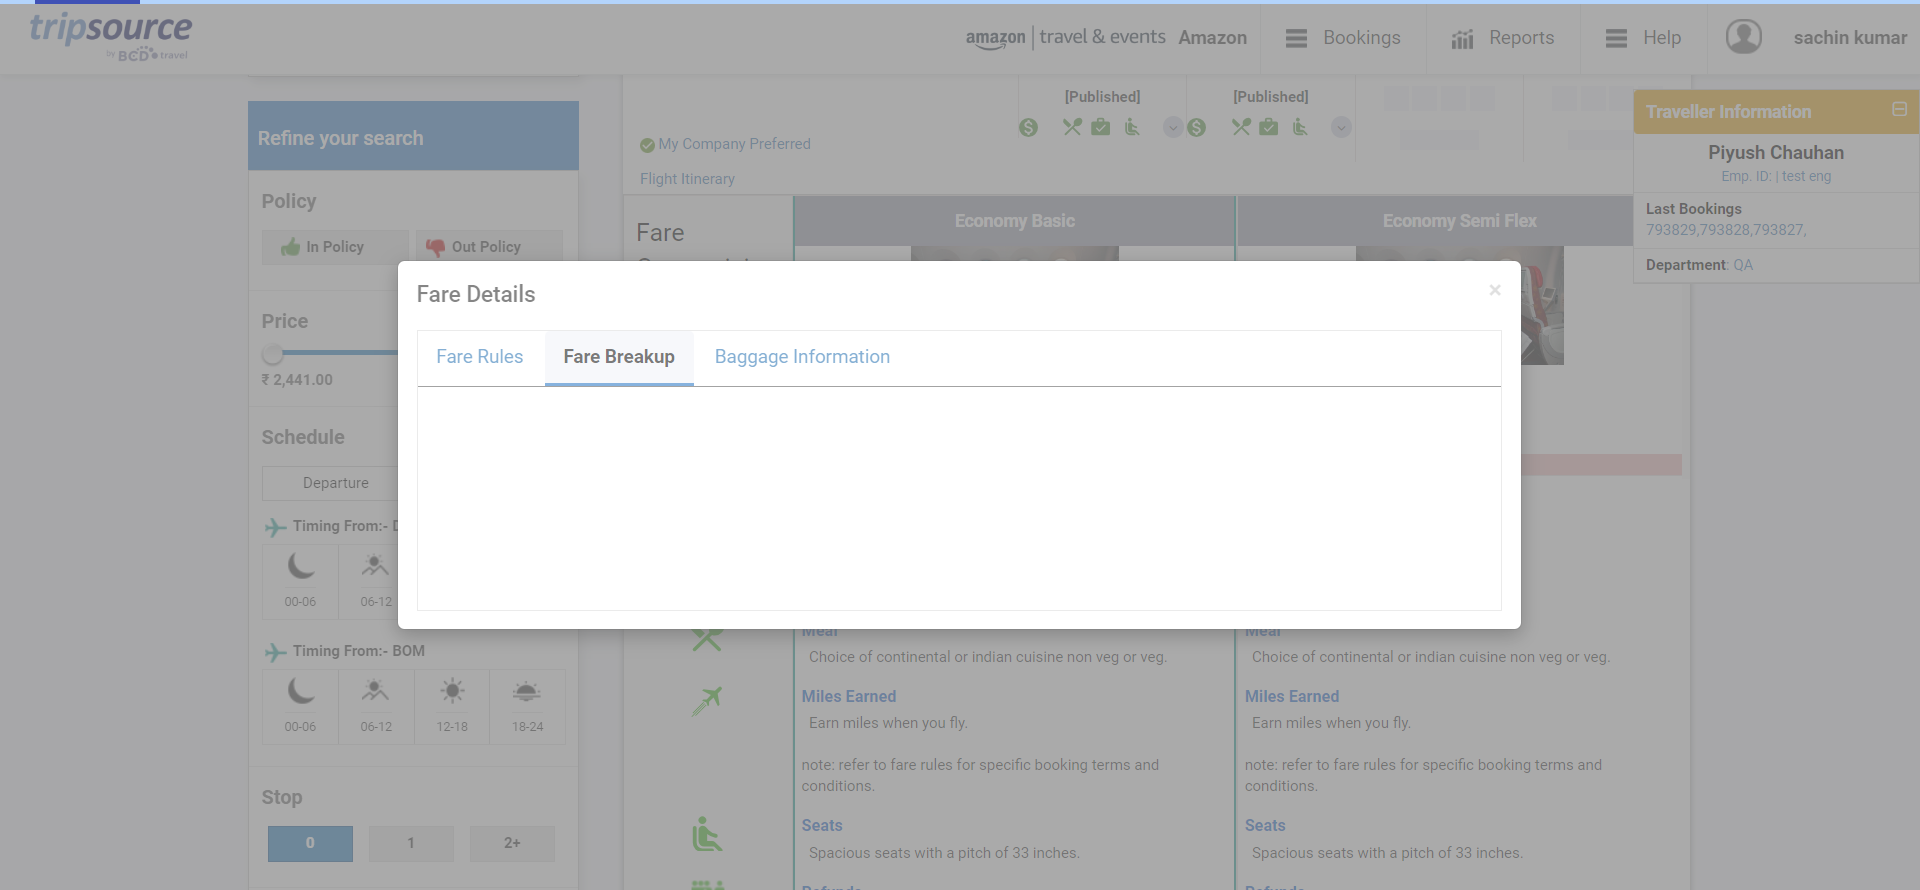 tripsource
by BCD travel
amazon travel & events Amazon
Bookings
Reports
Help
sachin kumar
[Published]
[Published]
My Company Preferred
Flight Itinerary
Traveller Information
Piyush Chauhan
Emp. ID: | test eng
Last Bookings
793829,793828,793827,
Department: QA
Refine your search
Policy
In Policy
Out Policy
Price
₹ 2,441.00
Schedule
Departure
Timing From:-
00-06
06-12
Timing From:- BOM
00-06
06-12
12-18
18-24
Stop
0
1
2+
Fare
Economy Basic
Economy Semi Flex
Fare Details
×
Fare Rules
Fare Breakup
Baggage Information
Meal
Choice of continental or indian cuisine non veg or veg.
Miles Earned
Earn miles when you fly.
note: refer to fare rules for specific booking terms and
conditions.
Seats
Spacious seats with a pitch of 33 inches.
Meal
Choice of continental or indian cuisine non veg or veg.
Miles Earned
Earn miles when you fly.
note: refer to fare rules for specific booking terms and
conditions.
Seats
Spacious seats with a pitch of 33 inches.